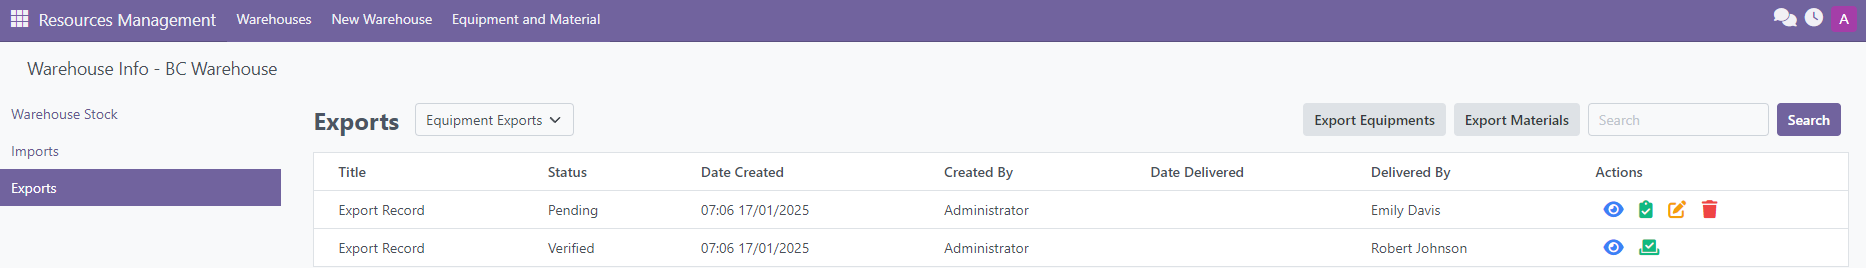 Resources Management Warehouses New Warehouse Equipment and Material A
Warehouse Info - BC Warehouse
Warehouse Stock
Imports
Exports
Exports Equipment Exports Export Equipments Export Materials Search Search
Title Status Date Created Created By Date Delivered Delivered By Actions
Export Record Pending 07:06 17/01/2025 Administrator Emily Davis
Export Record Verified 07:06 17/01/2025 Administrator Robert Johnson